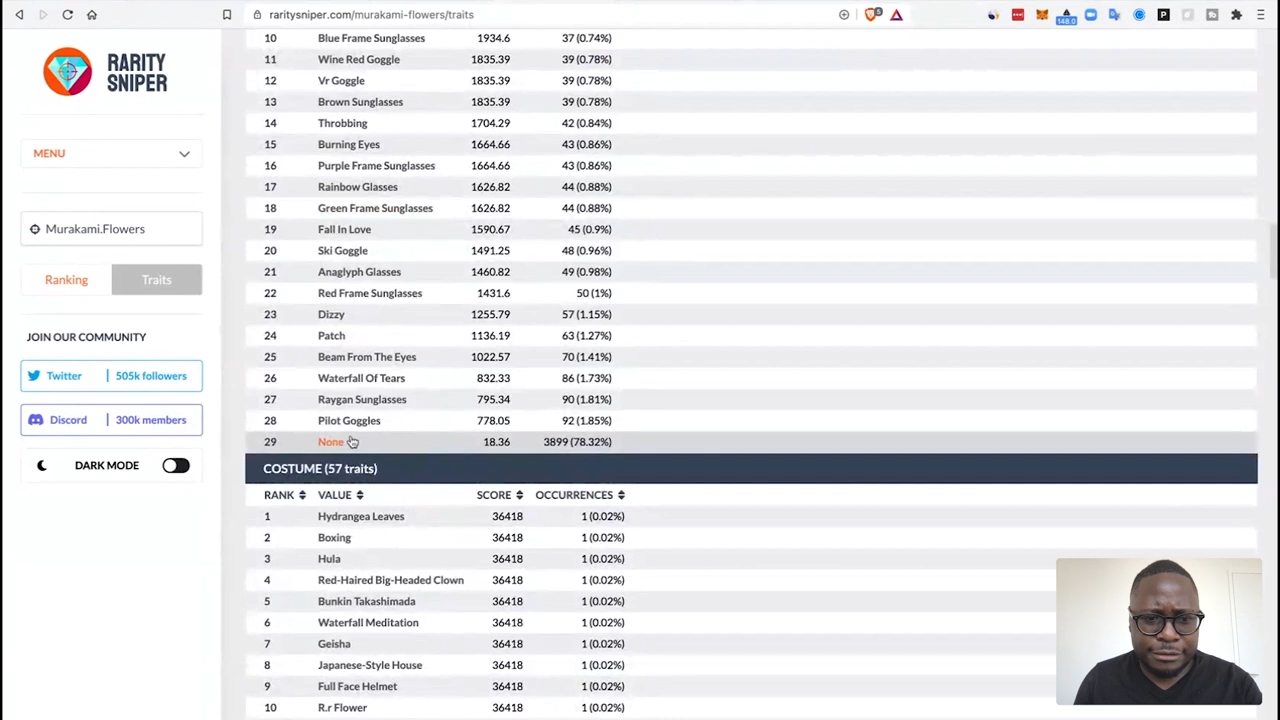 raritysniper.com/murakami-flowers/traits
5
148.0
P
RARITY
SNIPER
MENU
Murakami.Flowers
Ranking Traits
JOIN OUR COMMUNITY
Twitter | 505k followers
Discord | 300k members
DARK MODE
10 Blue Frame Sunglasses 1934.6 37 (0.74%)
11 Wine Red Goggle 1835.39 39 (0.78%)
12 Vr Goggle 1835.39 39 (0.78%)
13 Brown Sunglasses 1835.39 39 (0.78%)
14 Throbbing 1704.29 42 (0.84%)
15 Burning Eyes 1664.66 43 (0.86%)
16 Purple Frame Sunglasses 1664.66 43 (0.86%)
17 Rainbow Glasses 1626.82 44 (0.88%)
18 Green Frame Sunglasses 1626.82 44 (0.88%)
19 Fall In Love 1590.67 45 (0.9%)
20 Ski Goggle 1491.25 48 (0.96%)
21 Anaglyph Glasses 1460.82 49 (0.98%)
22 Red Frame Sunglasses 1431.6 50 (1%)
23 Dizzy 1255.79 57 (1.15%)
24 Patch 1136.19 63 (1.27%)
25 Beam From The Eyes 1022.57 70 (1.41%)
26 Waterfall Of Tears 832.33 86 (1.73%)
27 Raygan Sunglasses 795.34 90 (1.81%)
28 Pilot Goggles 778.05 92 (1.85%)
29 None 18.36 3899 (78.32%)
COSTUME (57 traits)
RANK VALUE SCORE OCCURRENCES
1 Hydrangea Leaves 36418 1 (0.02%)
2 Boxing 36418 1 (0.02%)
3 Hula 36418 1 (0.02%)
4 Red-Haired Big-Headed Clown 36418 1 (0.02%)
5 Bunkin Takashimada 36418 1 (0.02%)
6 Waterfall Meditation 36418 1 (0.02%)
7 Geisha 36418 1 (0.02%)
8 Japanese-Style House 36418 1 (0.02%)
9 Full Face Helmet 36418 1 (0.02%)
10 R.r Flower 36418 1 (0.02%)